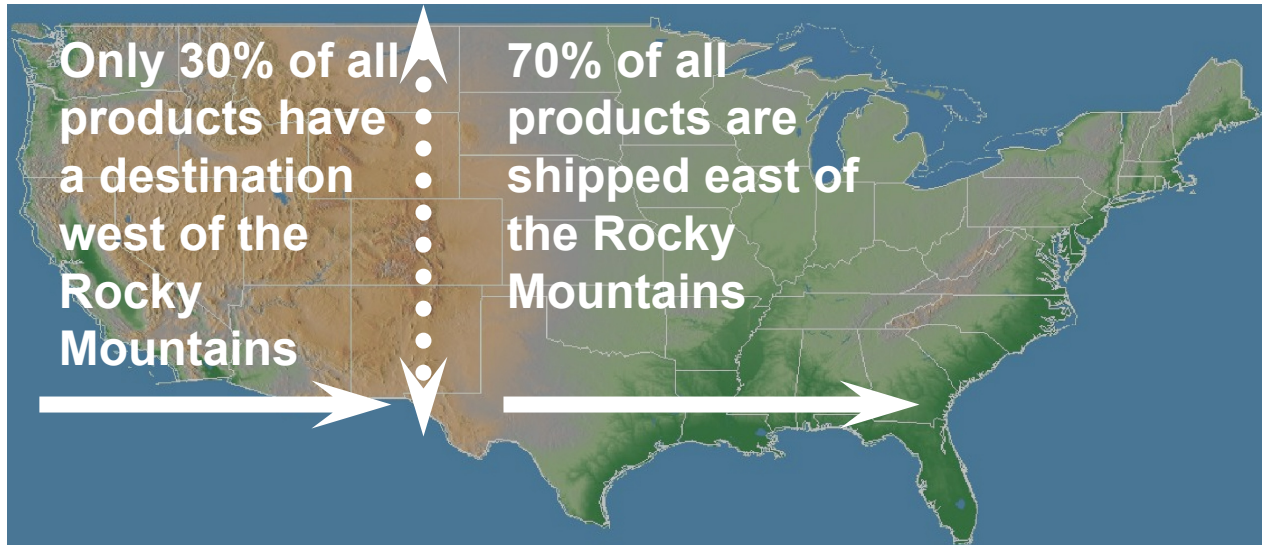 Only 30% of all
products have
a destination
west of the
Rocky
Mountains
70% of all
products are
shipped east of
the Rocky
Mountains